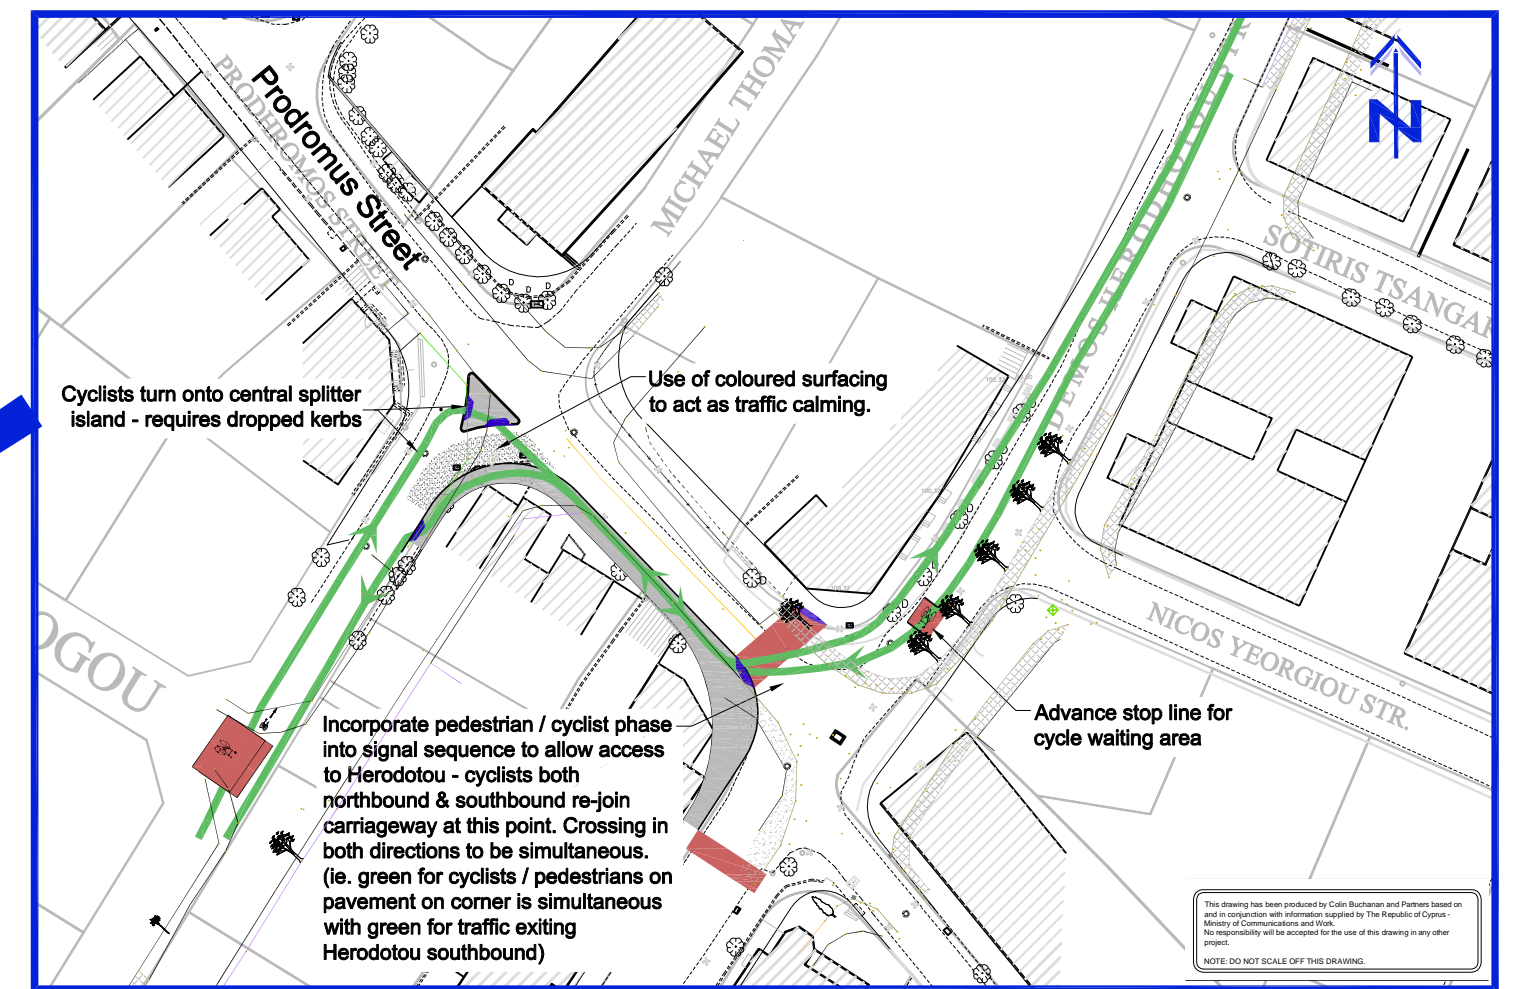 Prodromus Street
PRODHROMOS STREET
MICHAEL THOMA
DEMOS HERODHOTOU STR
SOTIRIS TSANGAR
NICOS YEORGIOU STR.
OGOU
N
Cyclists turn onto central splitter
island - requires dropped kerbs
Use of coloured surfacing
to act as traffic calming.
Advance stop line for
cycle waiting area
Incorporate pedestrian / cyclist phase
into signal sequence to allow access
to Herodotou - cyclists both
northbound & southbound re-join
carriageway at this point. Crossing in
both directions to be simultaneous.
(ie. green for cyclists / pedestrians on
pavement on corner is simultaneous
with green for traffic exiting
Herodotou southbound)
D D D
D
D
D
This drawing has been produced by Colin Buchanan and Partners based on
and in conjunction with information supplied by The Republic of Cyprus -
Ministry of Communications and Work.
No responsibility will be accepted for the use of this drawing in any other
project.
NOTE: DO NOT SCALE OFF THIS DRAWING.